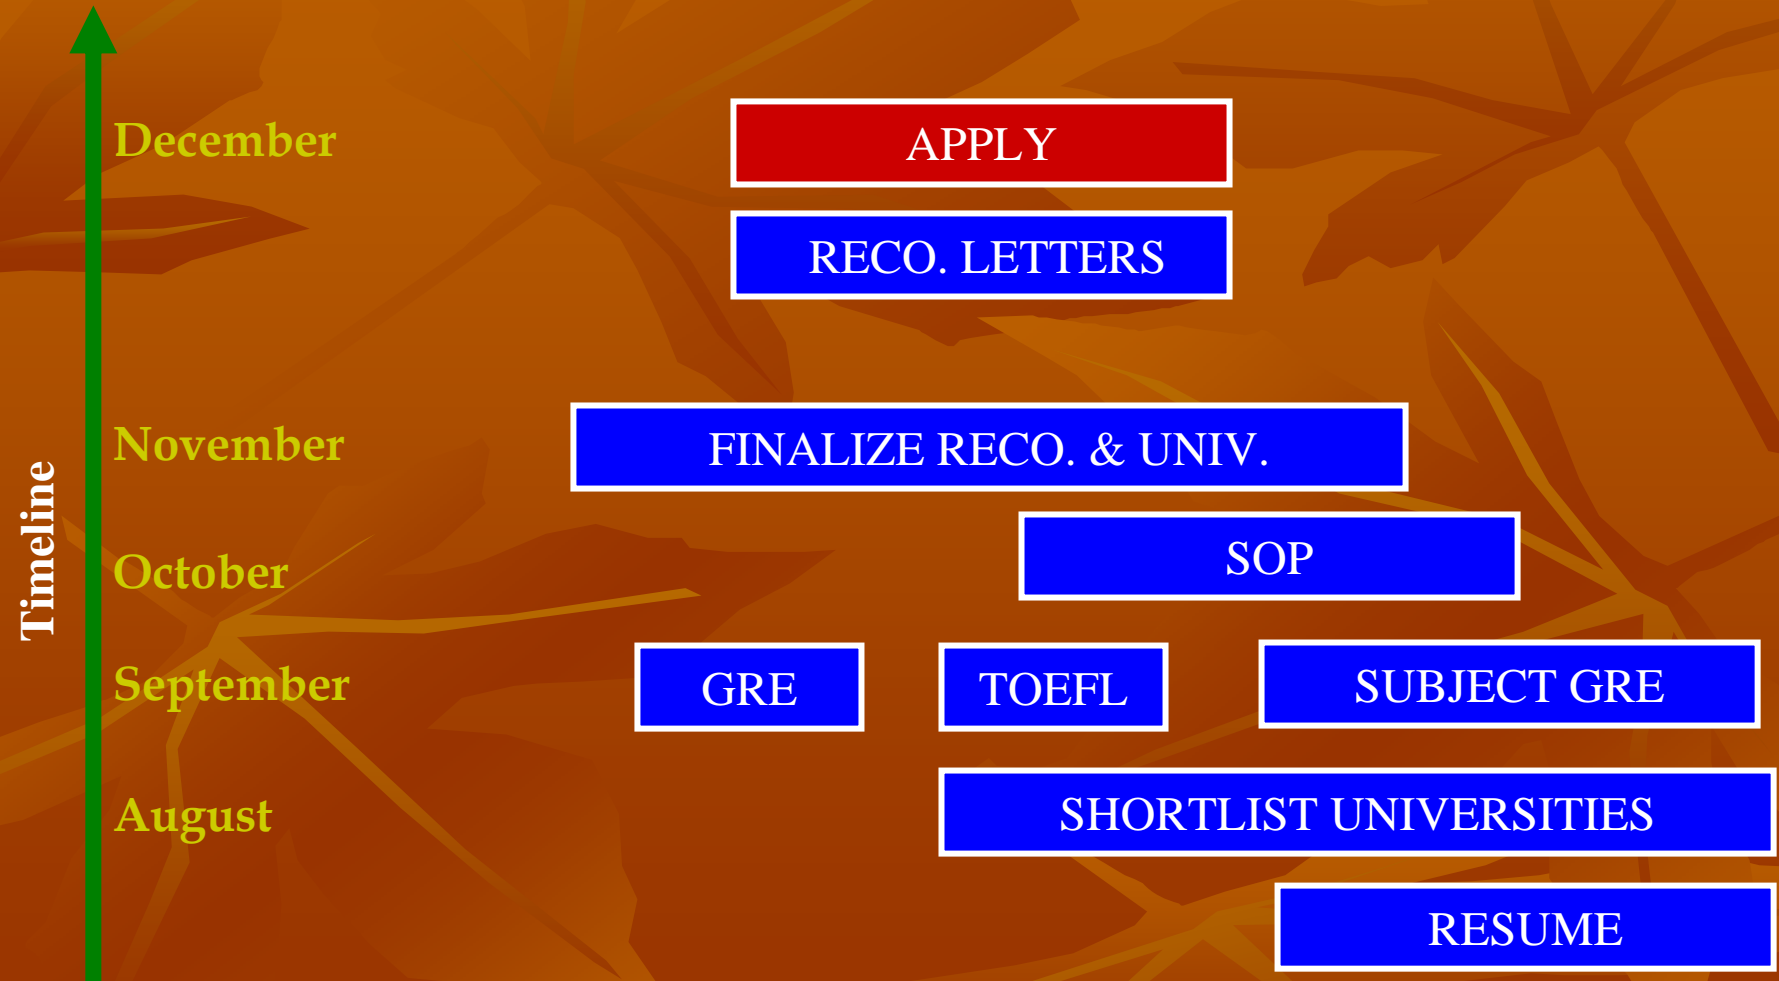 December
APPLY
RECO. LETTERS
November
FINALIZE RECO. & UNIV.
Timeline
October
SOP
September
GRE
TOEFL
SUBJECT GRE
August
SHORTLIST UNIVERSITIES
RESUME